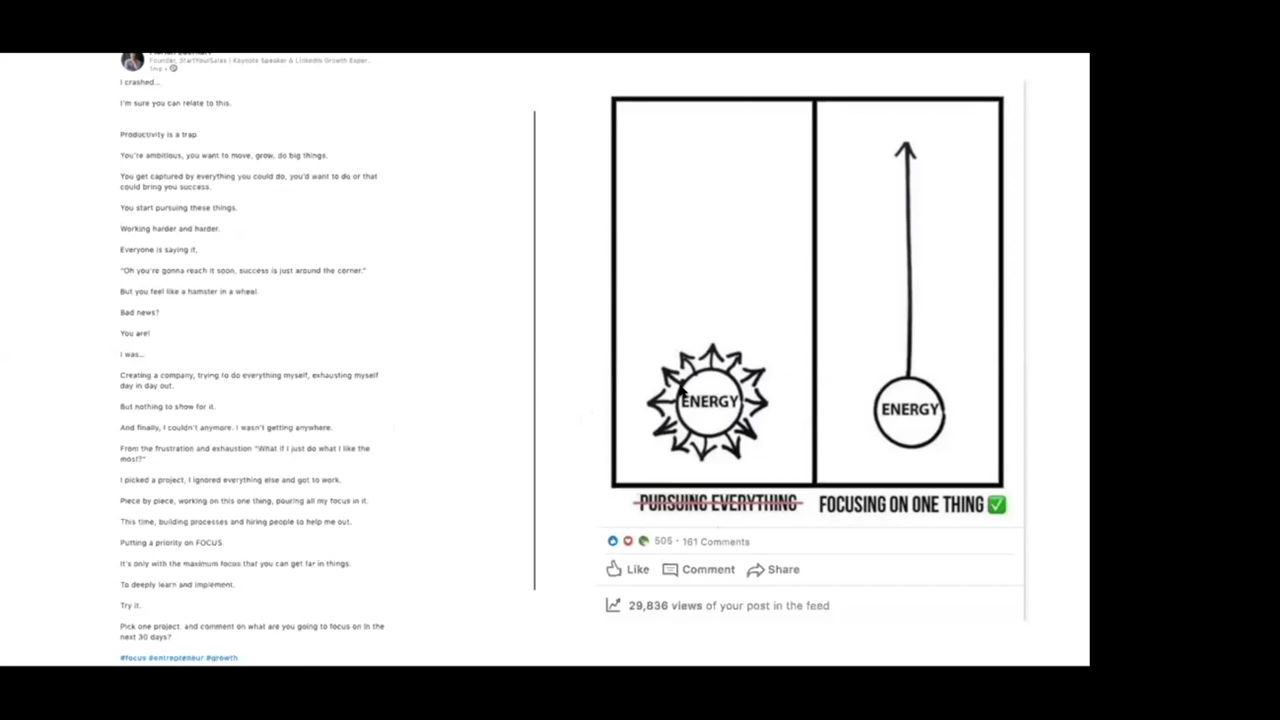 Founder, StartYourSales | Keynote Speaker & LinkedIn Growth Exper...
1mo •
I crashed...
I'm sure you can relate to this.
Productivity is a trap.
You're ambitious, you want to move, grow, do big things.
You get captured by everything you could do, you'd want to do or that
could bring you success.
You start pursuing these things.
Working harder and harder.
Everyone is saying it,
"Oh you're gonna reach it soon, success is just around the corner."
But you feel like a hamster in a wheel.
Bad news?
You are!
I was...
Creating a company, trying to do everything myself, exhausting myself
day in day out.
But nothing to show for it.
And finally, I couldn't anymore. I wasn't getting anywhere.
From the frustration and exhaustion "What if I just do what I like the
most?"
I picked a project, I ignored everything else and got to work.
Piece by piece, working on this one thing, pouring all my focus in it.
This time, building processes and hiring people to help me out.
Putting a priority on FOCUS
It's only with the maximum focus that you can get far in things.
To deeply learn and implement.
Try it.
Pick one project, and comment on what are you going to focus on in the
next 30 days?
#focus #entrepreneur #growth
ENERGY
ENERGY
PURSUING EVERYTHING
FOCUSING ON ONE THING ✅
505 · 161 Comments
Like Comment Share
29,836 views of your post in the feed